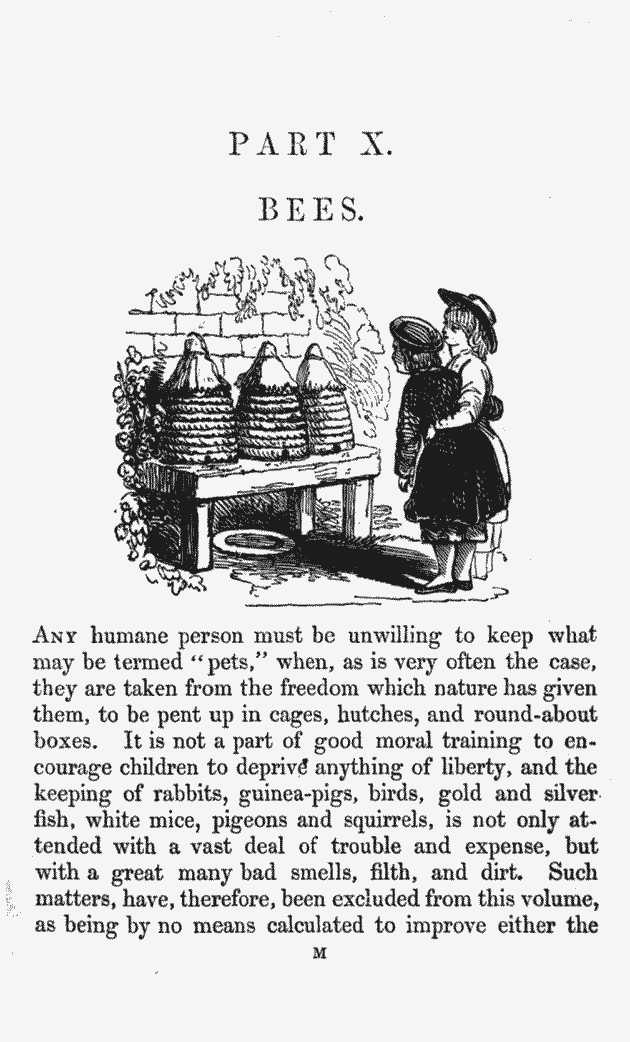 PART X.
BEES.
ANY humane person must be unwilling to keep what
may be termed “pets,” when, as is very often the case,
they are taken from the freedom which nature has given
them, to be pent up in cages, hutches, and round-about
boxes. It is not a part of good moral training to en-
courage children to deprive anything of liberty, and the
keeping of rabbits, guinea-pigs, birds, gold and silver
fish, white mice, pigeons and squirrels, is not only at-
tended with a vast deal of trouble and expense, but
with a great many bad smells, filth, and dirt. Such
matters, have, therefore, been excluded from this volume,
as being by no means calculated to improve either the
M